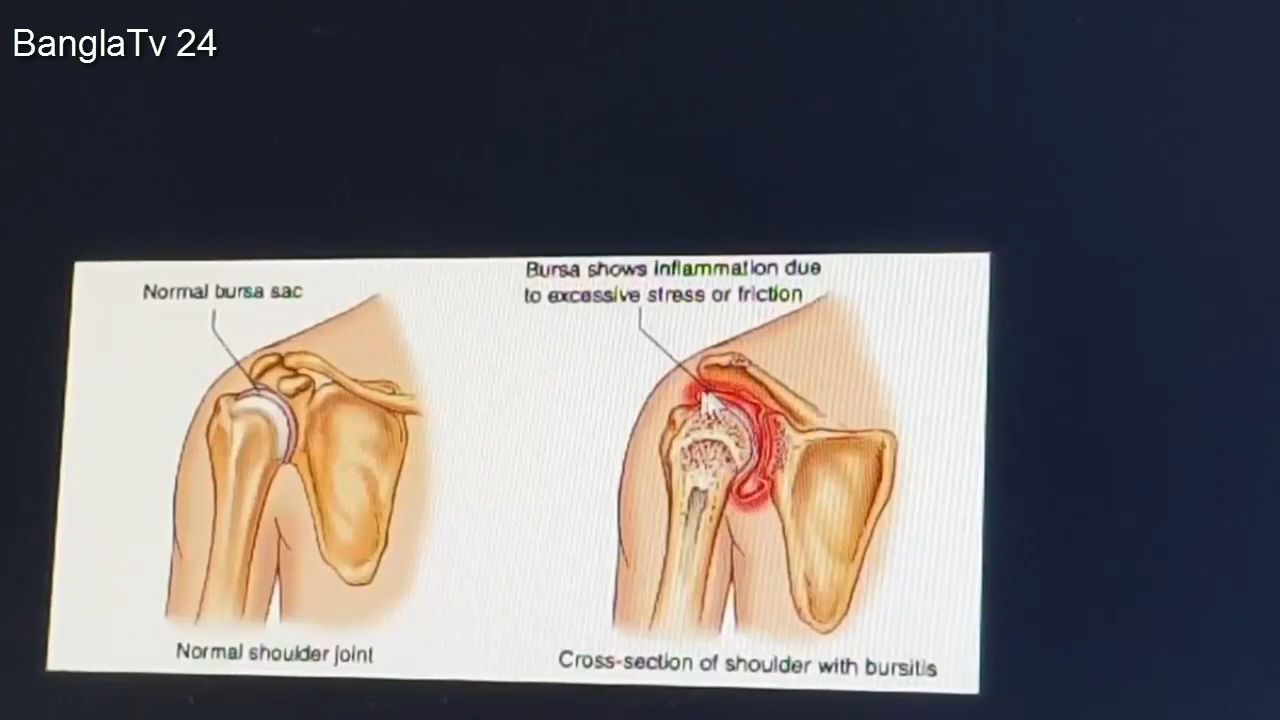 BanglaTv 24
Normal bursa sac
Bursa shows inflammation due
to excessive stress or friction
Normal shoulder joint
Cross-section of shoulder with bursitis